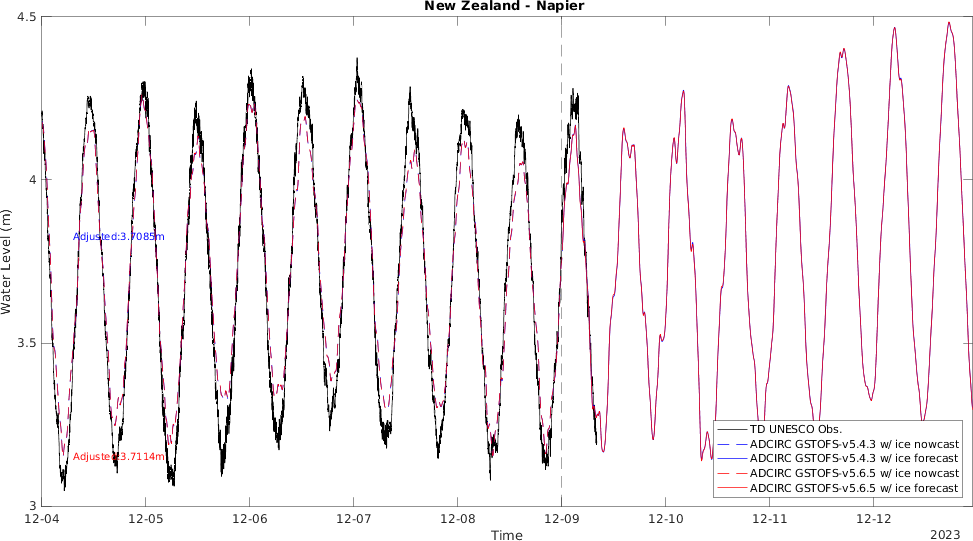 New Zealand - Napier
4.5
4
3.5
3
Water Level (m)
Adjusted:3.7085m
Adjusted:3.7114m
TD UNESCO Obs.
ADCIRC GSTOFS-v5.4.3 w/ ice nowcast
ADCIRC GSTOFS-v5.4.3 w/ ice forecast
ADCIRC GSTOFS-v5.6.5 w/ ice nowcast
ADCIRC GSTOFS-v5.6.5 w/ ice forecast
12-04 12-05 12-06 12-07 12-08 12-09 12-10 12-11 12-12
Time
2023